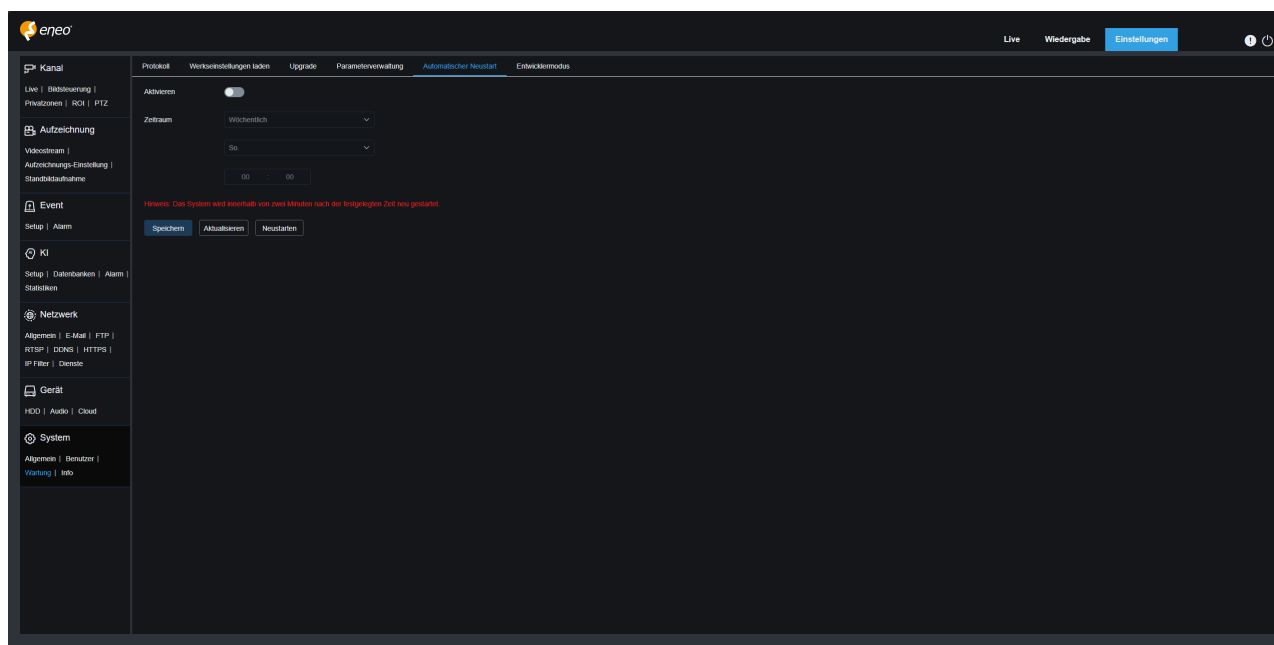 eneo
Live Wiedergabe Einstellungen
Kanal
Live | Bildsteuerung |
Privatzonen | ROI | PTZ
Aufzeichnung
Videostream |
Aufzeichnungs-Einstellung |
Standbildaufnahme
Event
Setup | Alarm
KI
Setup | Datenbanken | Alarm |
Statistiken
Netzwerk
Allgemein | E-Mail | FTP |
RTSP | DDNS | HTTPS |
IP Filter | Dienste
Gerät
HDD | Audio | Cloud
System
Allgemein | Benutzer |
Wartung | Info
Protokoll Werkseinstellungen laden Upgrade Parameterverwaltung Automatischer Neustart Entwicklermodus
Aktivieren
Zeitraum Wöchentlich
So.
00 : 00
Hinweis: Das System wird innerhalb von zwei Minuten nach der festgelegten Zeit neu gestartet.
Speichern Aktualisieren Neustarten